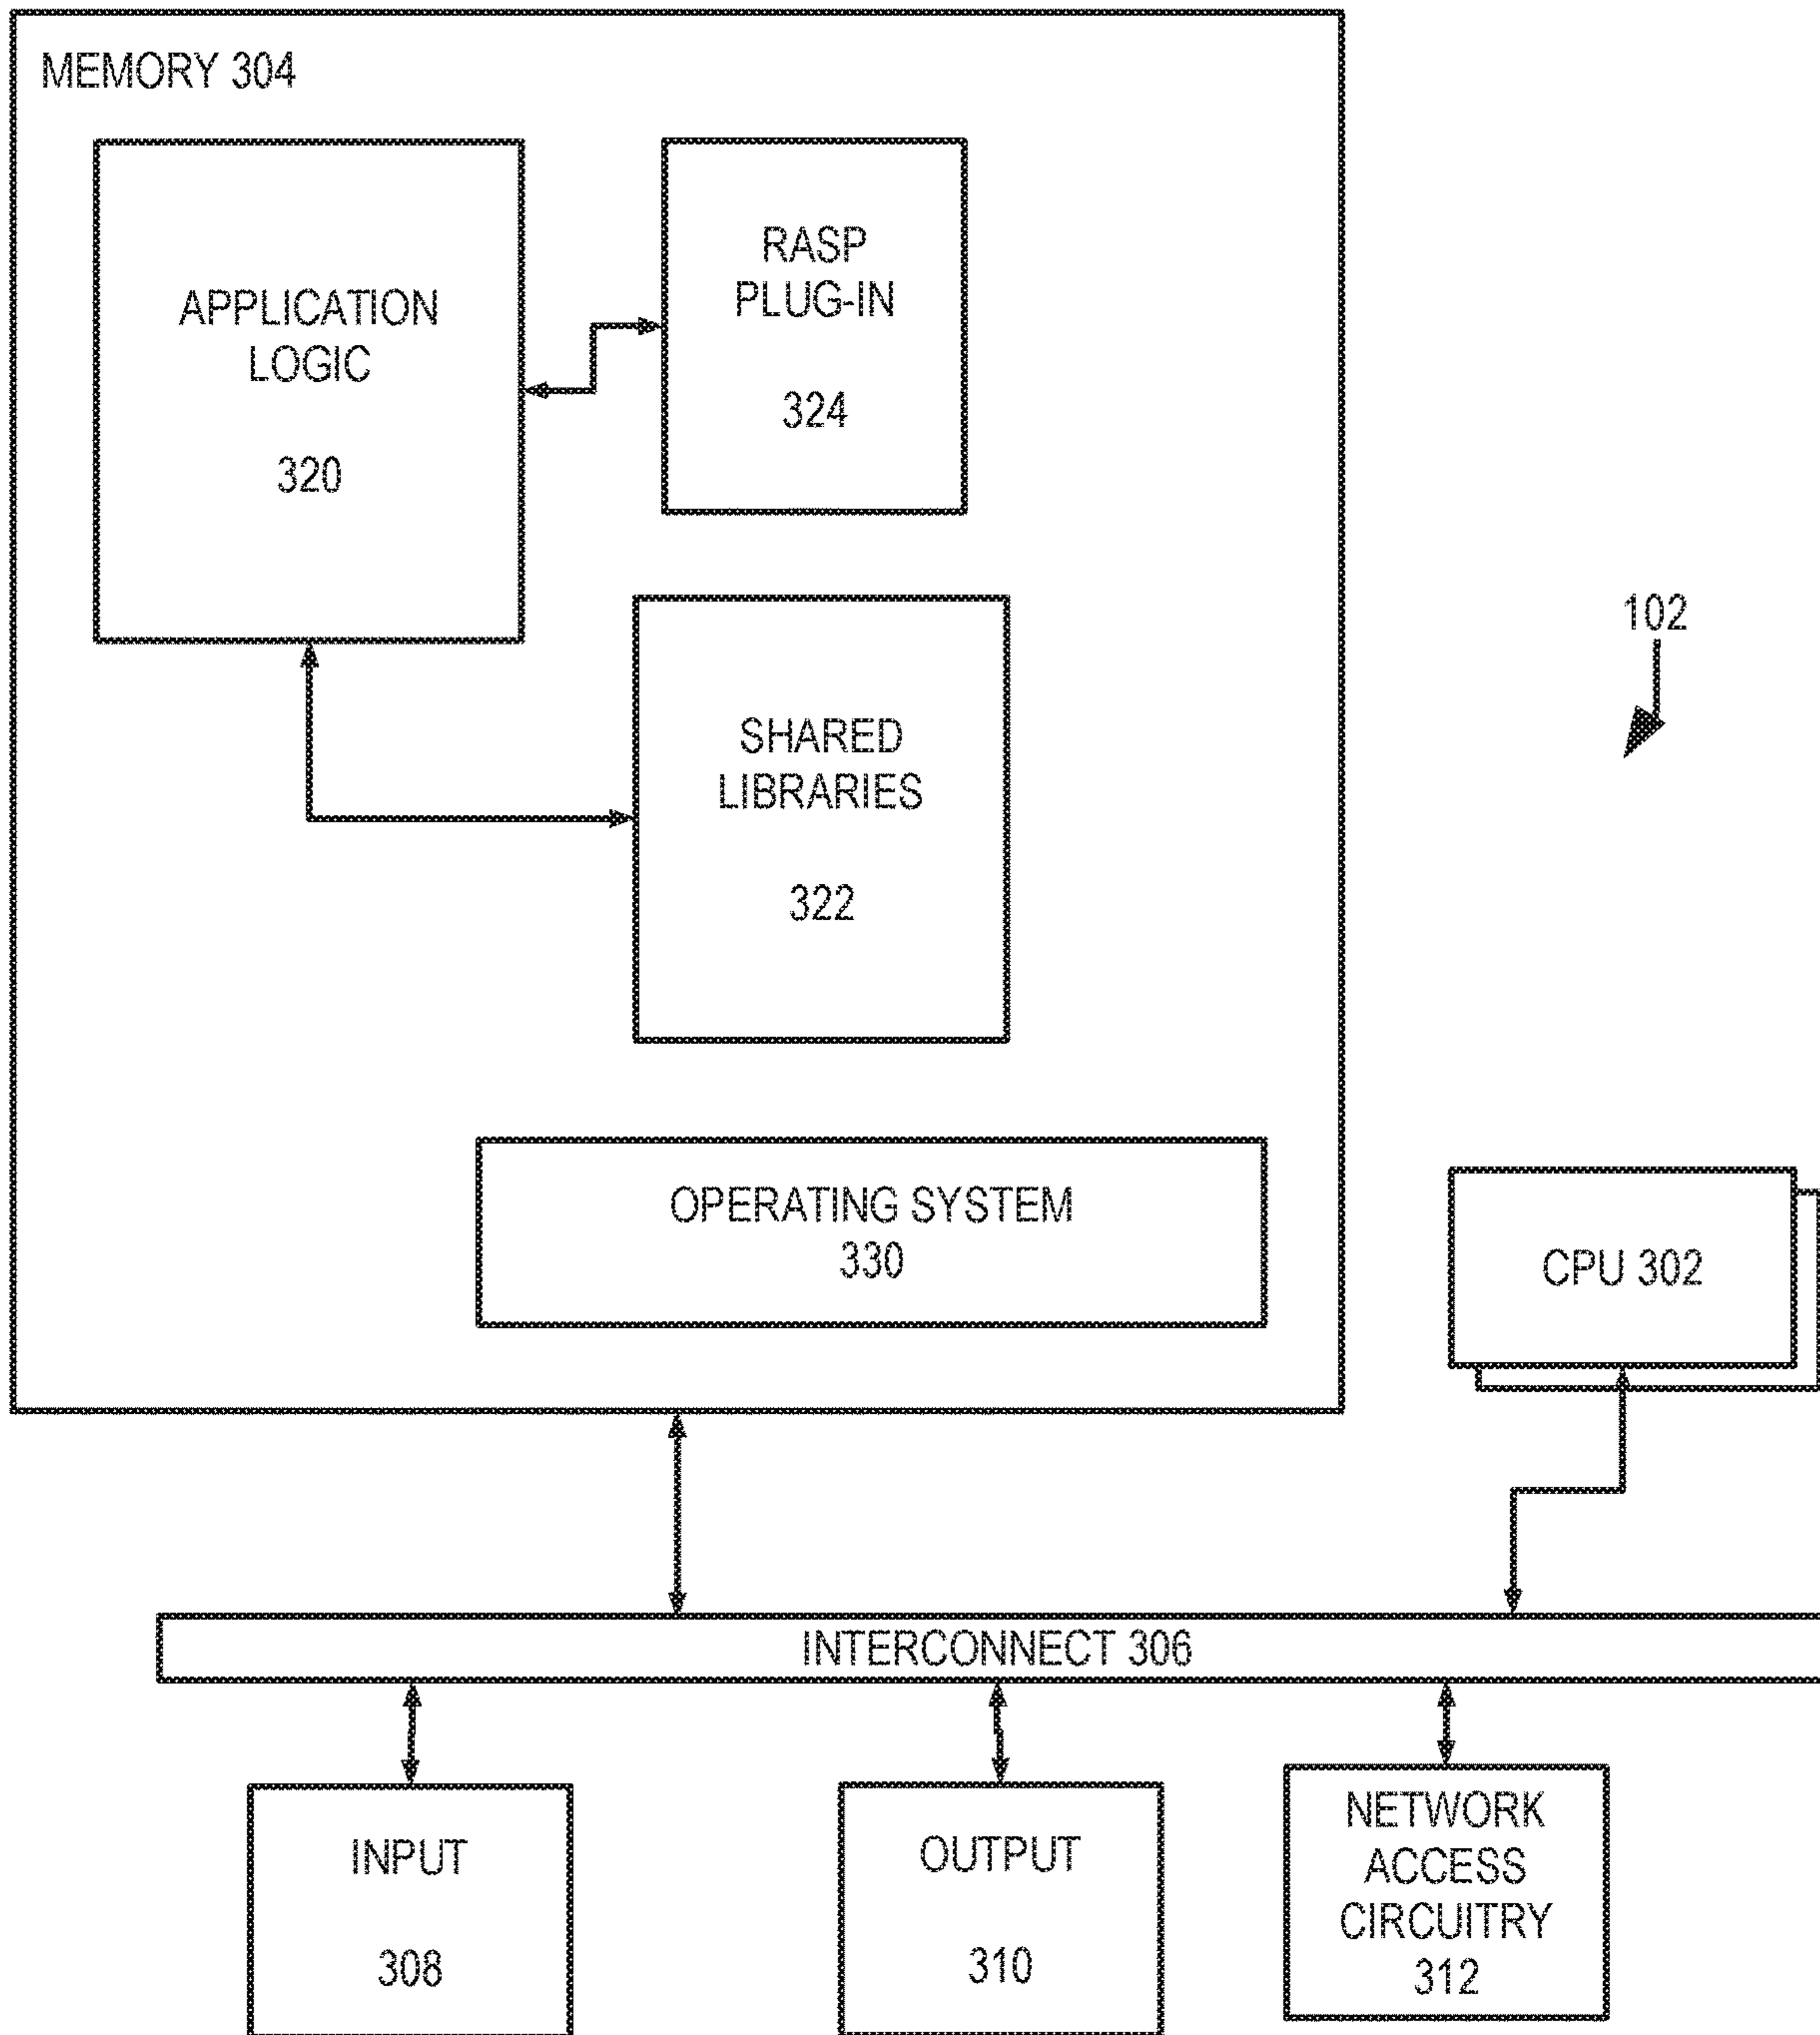 MEMORY 304
APPLICATION
LOGIC
320
RASP
PLUG-IN
324
102
SHARED
LIBRARIES
322
OPERATING SYSTEM
330
CPU 302
INTERCONNECT 306
INPUT
308
OUTPUT
310
NETWORK
ACCESS
CIRCUITRY
312